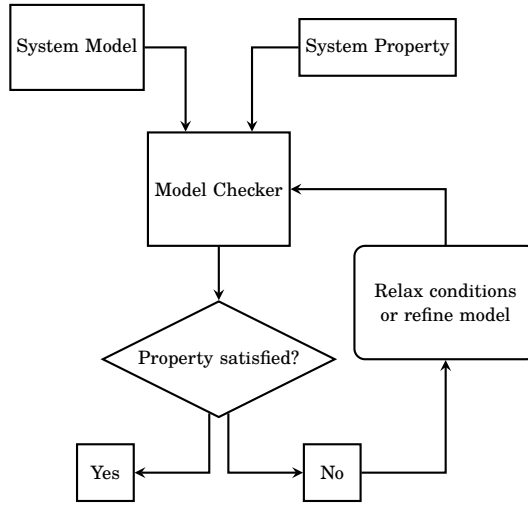 System Model
System Property
Model Checker
Relax conditions
or refine model
Property satisfied?
Yes
No